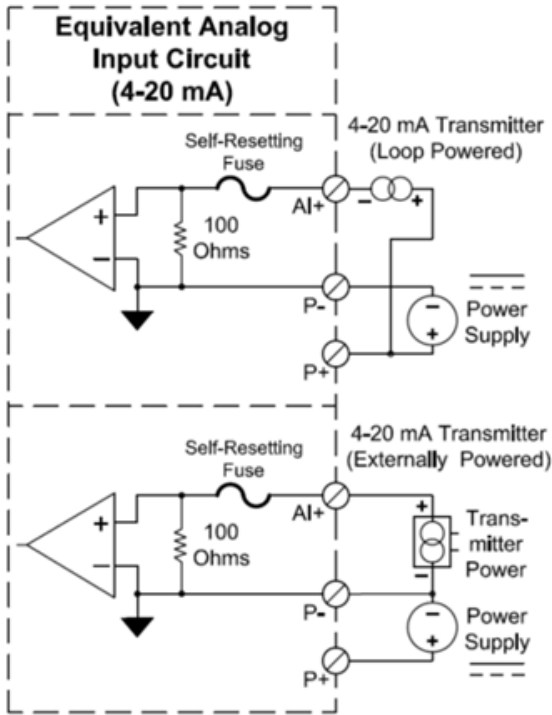 Equivalent Analog
Input Circuit
(4-20 mA)
4-20 mA Transmitter
(Loop Powered)
Self-Resetting
Fuse
AI+
-
+
+
-
100
Ohms
P-
-
+
Power
Supply
P+
4-20 mA Transmitter
(Externally Powered)
Self-Resetting
Fuse
AI+
+
-
+
-
100
Ohms
Trans-
mitter
Power
P-
-
+
Power
Supply
P+